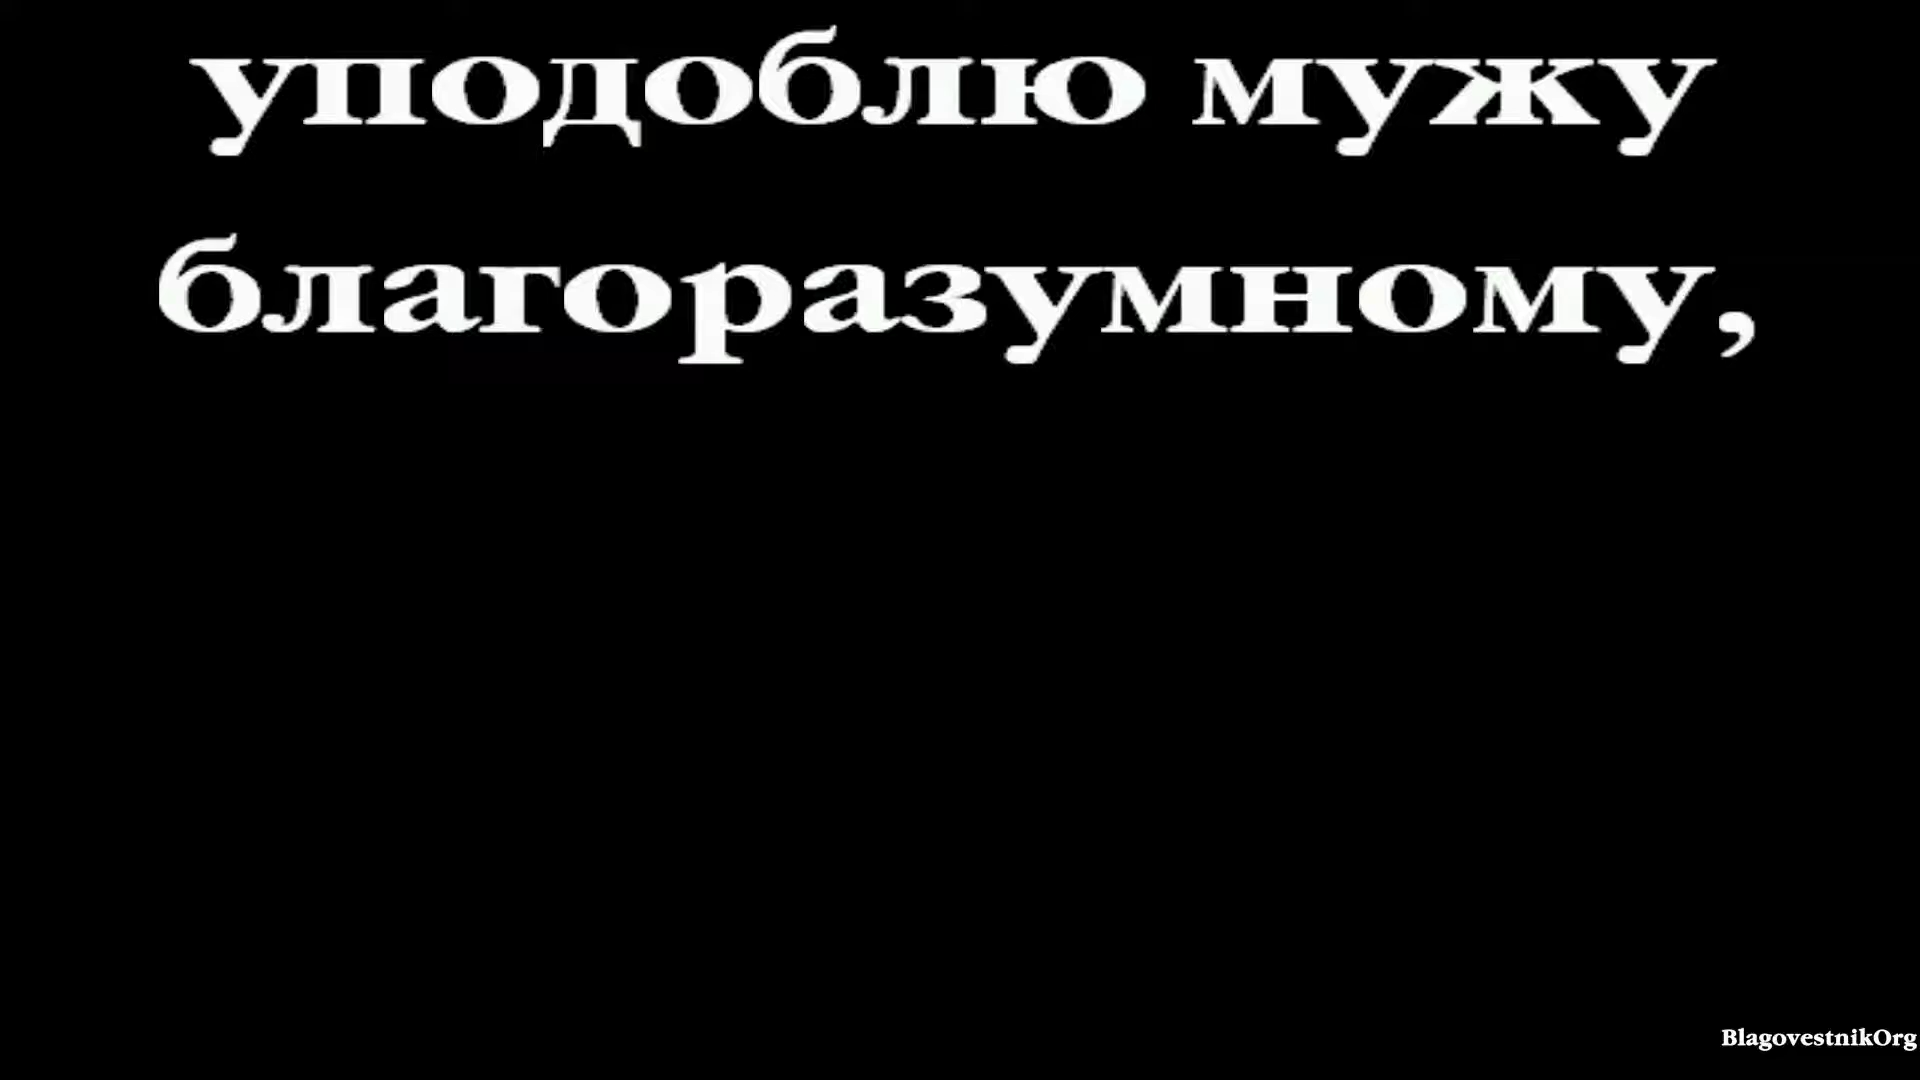 уподоблю мужу
благоразумному,
BlagovestnikOrg